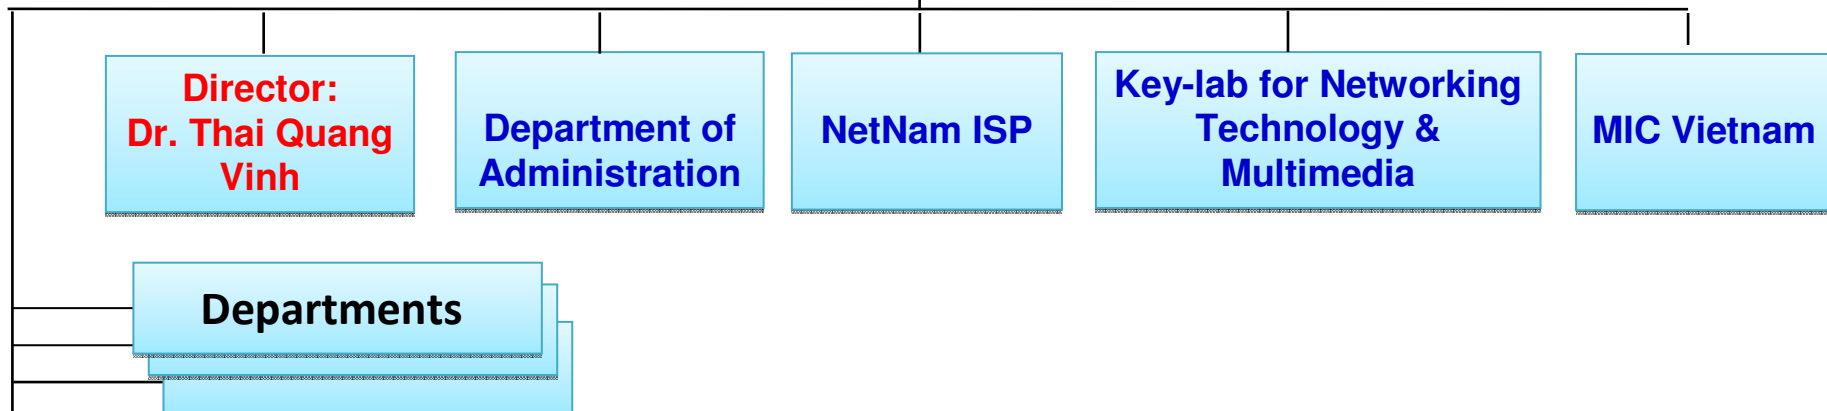 Director:
Dr. Thai Quang
Vinh
Department of
Administration
NetNam ISP
Key-lab for Networking
Technology &
Multimedia
MIC Vietnam
Departments